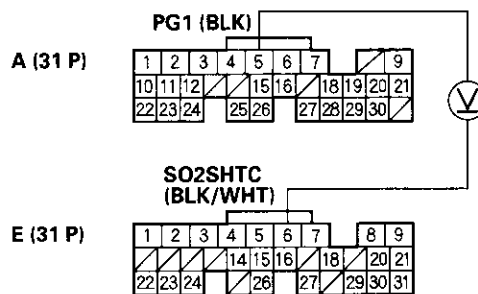 PG1 (BLK)
A (31 P)
1 2 3 4 5 6 7 9
10 11 12 15 16 18 19 20 21
22 23 24 25 26 27 28 29 30
V
SO2SHTC
(BLK/WHT)
E (31 P)
1 2 3 4 5 6 7 8 9
14 15 16 18 20 21
22 23 24 26 27 29 30 31